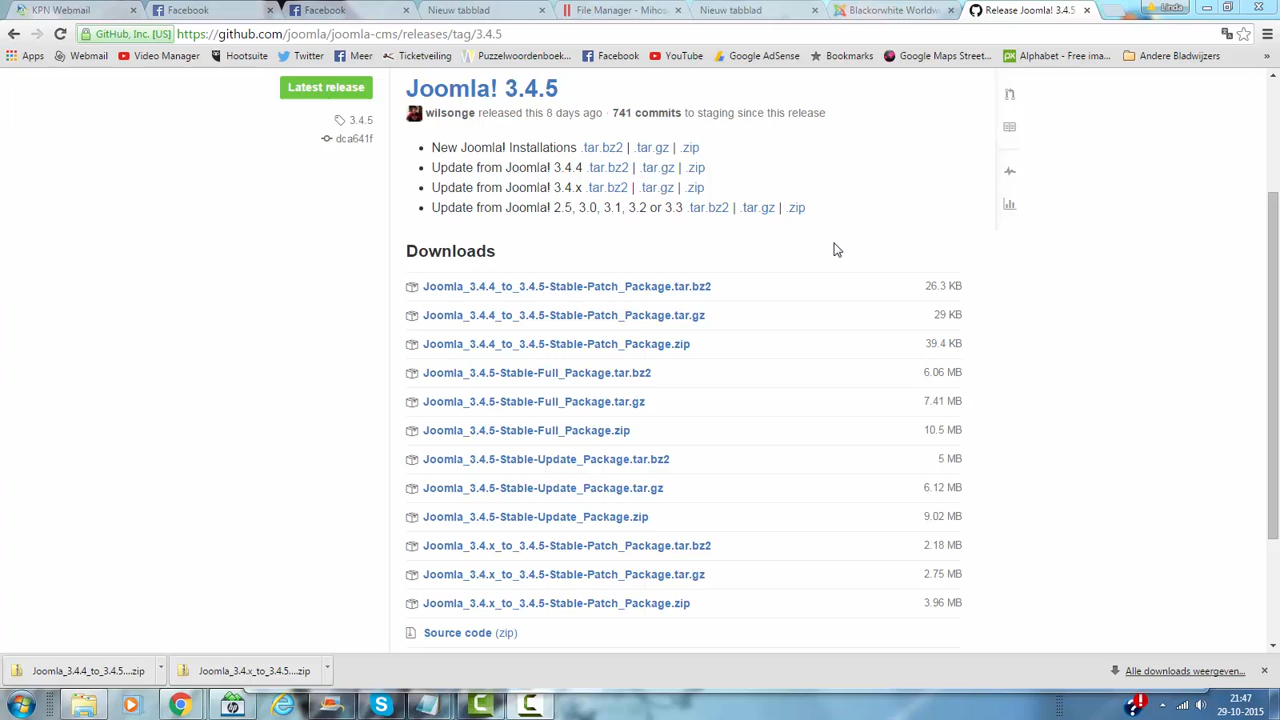 KPN Webmail
Facebook
Facebook
Nieuw tabblad
File Manager - Mihos
Nieuw tabblad
Blackorwhite Worldw
Release Joomla! 3.4.5
Linda
GitHub, Inc. [US] https://github.com/joomla/joomla-cms/releases/tag/3.4.5
Apps
Webmail
Video Manager
Hootsuite
Twitter
Meer
Ticketveiling
Puzzelwoordenboek...
Facebook
YouTube
Google AdSense
Bookmarks
Google Maps Street...
Alphabet - Free ima...
Andere Bladwijzers
»
Latest release
3.4.5
dca641f
Joomla! 3.4.5
wilsonge released this 8 days ago · 741 commits to staging since this release
• New Joomla! Installations .tar.bz2 | .tar.gz | .zip
• Update from Joomla! 3.4.4 .tar.bz2 | .tar.gz | .zip
• Update from Joomla! 3.4.x .tar.bz2 | .tar.gz | .zip
• Update from Joomla! 2.5, 3.0, 3.1, 3.2 or 3.3 .tar.bz2 | .tar.gz | .zip
Downloads
Joomla_3.4.4_to_3.4.5-Stable-Patch_Package.tar.bz2 26.3 KB
Joomla_3.4.4_to_3.4.5-Stable-Patch_Package.tar.gz 29 KB
Joomla_3.4.4_to_3.4.5-Stable-Patch_Package.zip 39.4 KB
Joomla_3.4.5-Stable-Full_Package.tar.bz2 6.06 MB
Joomla_3.4.5-Stable-Full_Package.tar.gz 7.41 MB
Joomla_3.4.5-Stable-Full_Package.zip 10.5 MB
Joomla_3.4.5-Stable-Update_Package.tar.bz2 5 MB
Joomla_3.4.5-Stable-Update_Package.tar.gz 6.12 MB
Joomla_3.4.5-Stable-Update_Package.zip 9.02 MB
Joomla_3.4.x_to_3.4.5-Stable-Patch_Package.tar.bz2 2.18 MB
Joomla_3.4.x_to_3.4.5-Stable-Patch_Package.tar.gz 2.75 MB
Joomla_3.4.x_to_3.4.5-Stable-Patch_Package.zip 3.96 MB
Source code (zip)
Joomla_3.4.4_to_3.4.5....zip
Joomla_3.4.x_to_3.4.5....zip
Alle downloads weergeven...
21:47
29-10-2015